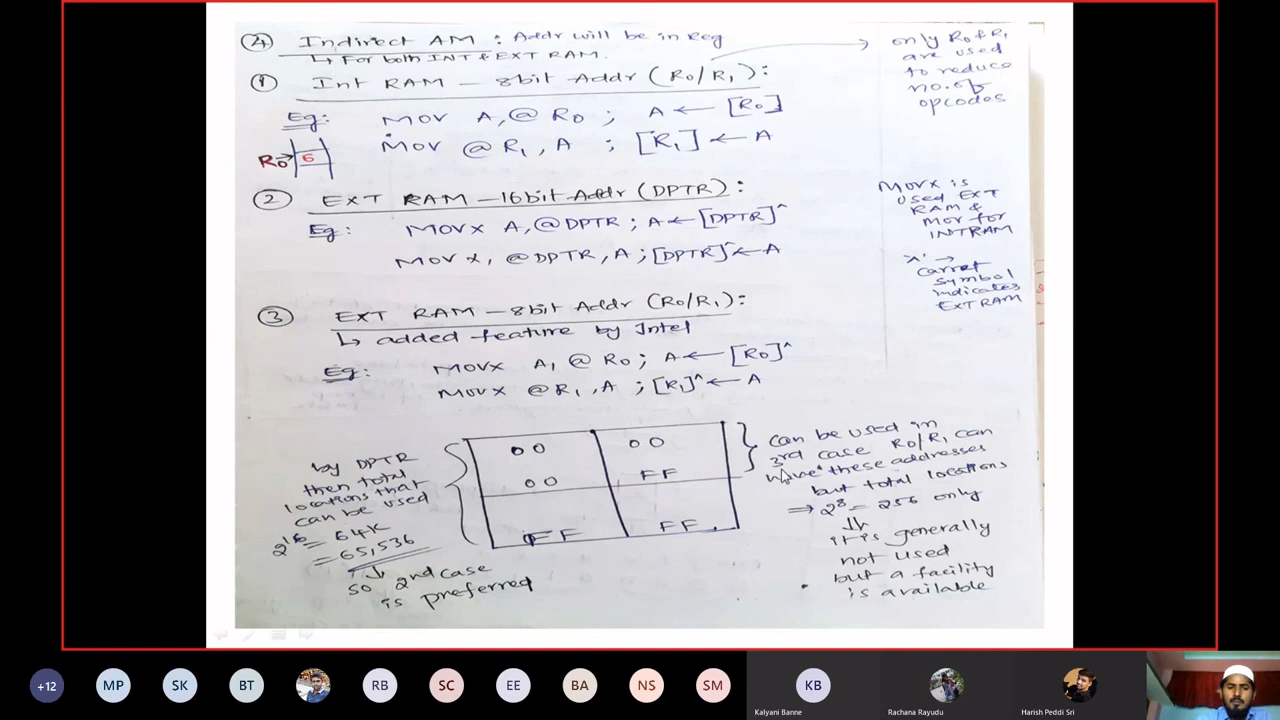 ④ Indirect AM : Addr will be in Reg
↳ For both INT & EXT RAM.
① Int RAM – 8bit Addr (R0/R1) :
Eg: MOV A,@ R0 ; A ← [R0]
MOV @ R1 , A ; [R1] ← A
R0→ 6
② EXT RAM – 16bit Addr (DPTR) :
Eg: MOVX A,@DPTR ; A ← [DPTR]^
MOVX, @DPTR, A ; [DPTR]^ ← A
③ EXT RAM – 8bit Addr (R0/R1) :
↳ added feature by Intel
Eg: MOVX A, @ R0 ; A ← [R0]^
MOVX @R1 , A ; [R1]^ ← A
only R0 & R1
are used
to reduce
no. of
opcodes
MOVX is
used EXT
RAM &
mov for
INTRAM
'^' →
carret
symbol
indicates
EXTRAM
by DPTR
then total
locations that
can be used
2^16 = 64K
= 65,536
↓
so 2nd case
is preferred
00 00
00 FF
FF FF
can be used in
3rd case R0/R1 can
have these addresses
but total locations
⇒ 2^8 = 256 only
⇓
it is generally
not used
but a facility
is available
+12
MP
SK
BT
RB
SC
EE
BA
NS
SM
KB
Kalyani Banne
Rachana Rayudu
Harish Peddi Sri